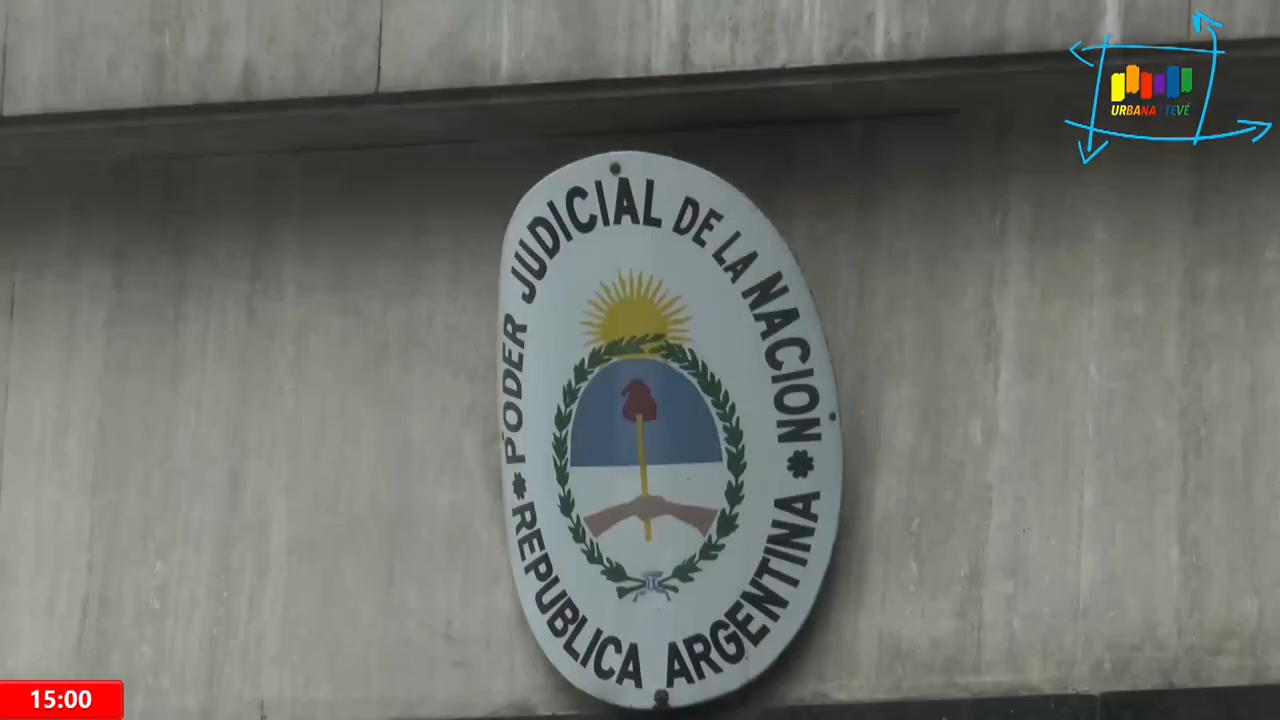 URBANA TEVÉ
PODER JUDICIAL DE LA NACION
* REPUBLICA ARGENTINA *
15:00